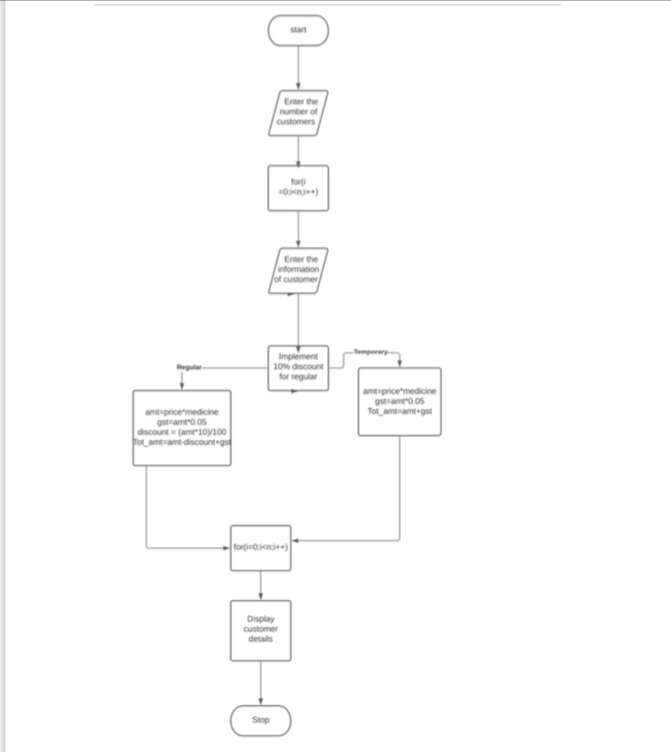 start
Enter the
number of
customers
for(i
=0;i<n;i++)
Enter the
information
of customer
Implement
10% discount
for regular
Regular
Temporary
amt=price*medicine
gst=amt*0.05
discount = (amt*10)/100
Tot_amt=amt-discount+gst
amt=price*medicine
gst=amt*0.05
Tot_amt=amt+gst
for(i=0;i<n;i++)
Display
customer
details
Stop